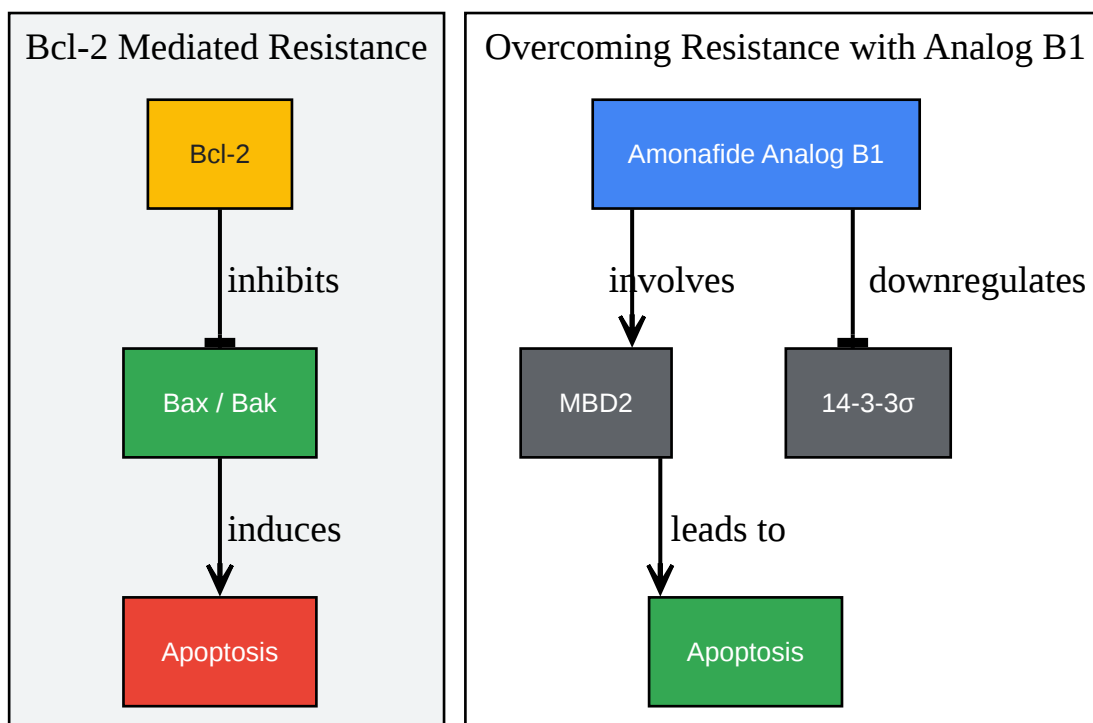 Bcl-2 Mediated Resistance
Bcl-2
inhibits
Bax / Bak
induces
Apoptosis
Overcoming Resistance with Analog B1
Amonafide Analog B1
involves
downregulates
MBD2
14-3-3σ
leads to
Apoptosis